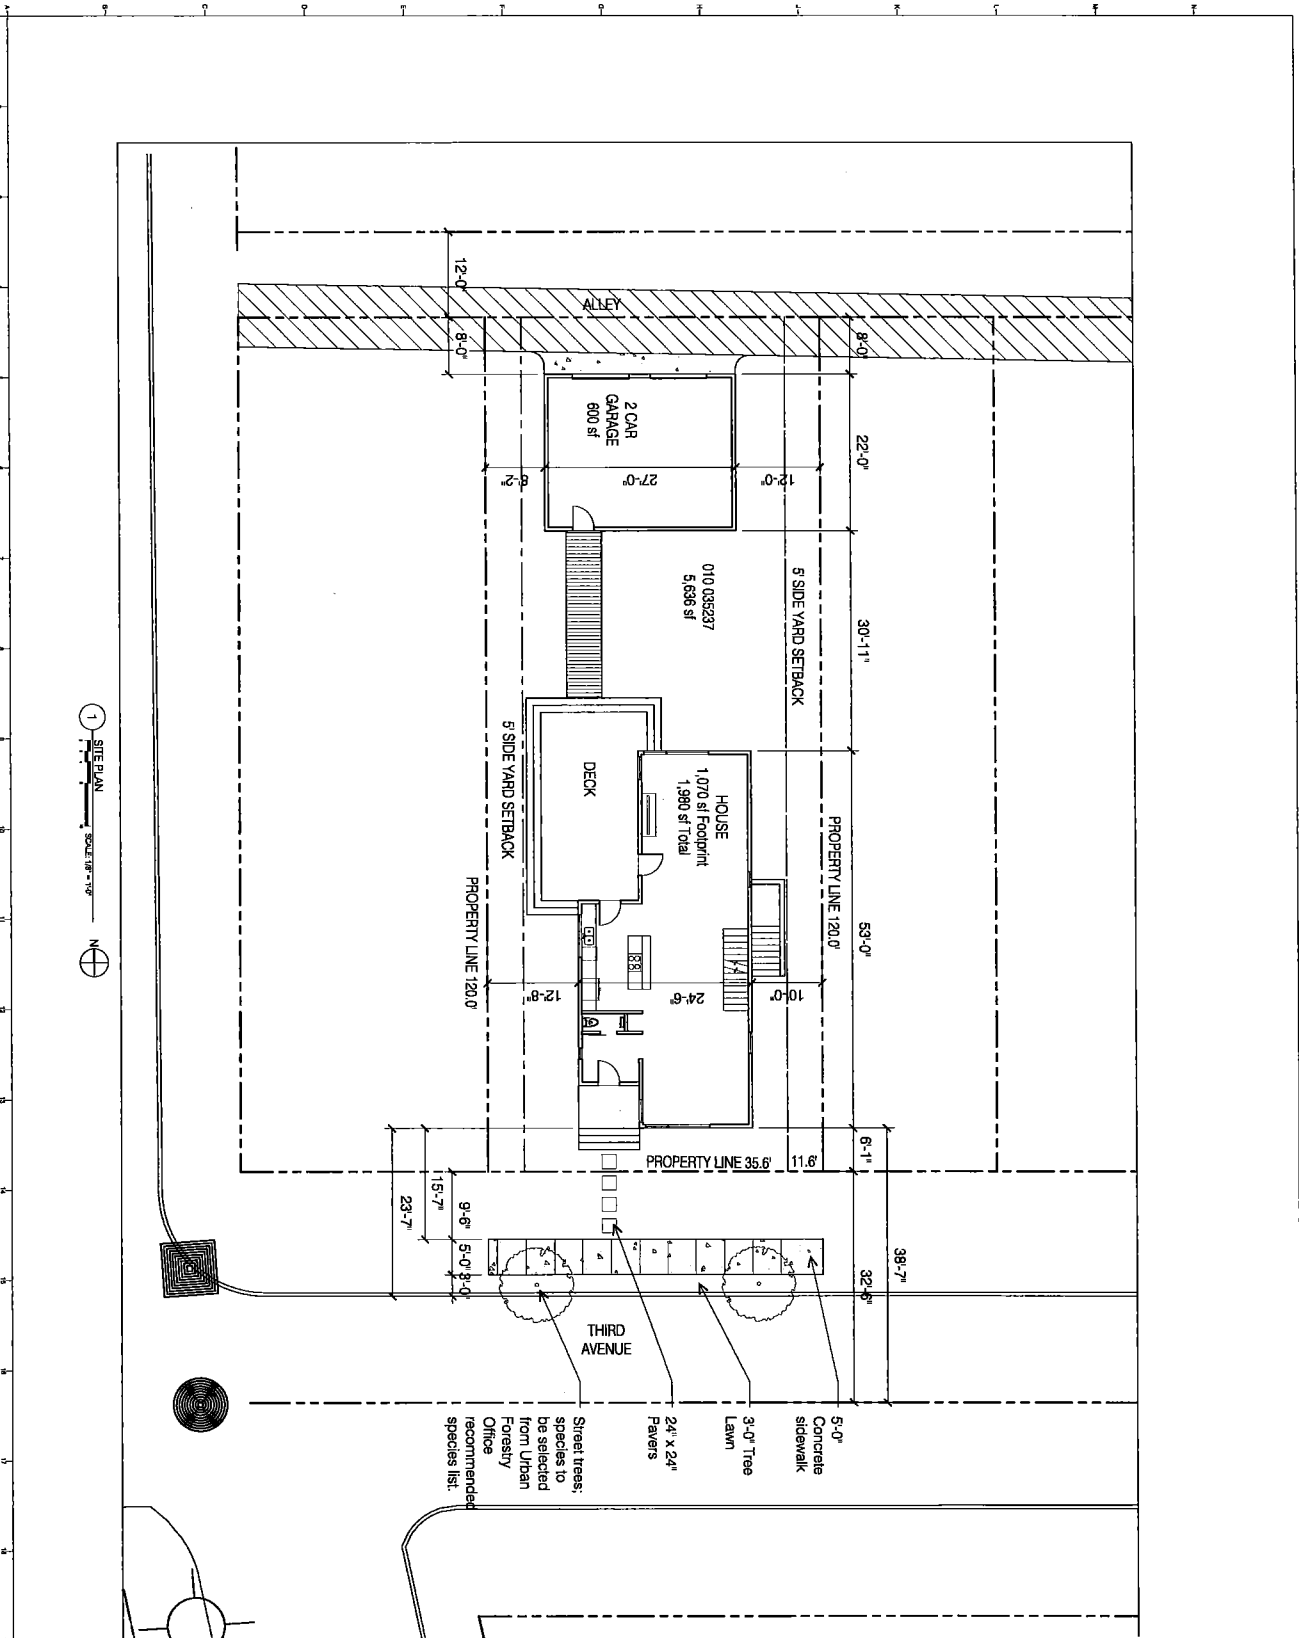 12'-0"
ALLEY
8'-0"
8'-0"
2 CAR
GARAGE
600 sf
22'-0"
8'-2"
27'-0"
12'-0"
010 035237
5,636 sf
5' SIDE YARD SETBACK
30'-11"
5' SIDE YARD SETBACK
DECK
HOUSE
1,070 sf Footprint
1,980 sf Total
PROPERTY LINE 120.0'
53'-0"
PROPERTY LINE 120.0'
12'-8"
24'-6"
10'-0"
PROPERTY LINE 35.6'
11.6'
6'-1"
23'-7"
15'-7"
9'-6"
5'-0"
3'-0"
38'-7"
32'-6"
THIRD
AVENUE
5'-0"
Concrete
sidewalk
3'-0" Tree
Lawn
24" x 24"
Pavers
Street trees;
species to
be selected
from Urban
Forestry
Office
recommended
species list.
1
SITE PLAN
SCALE: 1/8" = 1'-0"
N